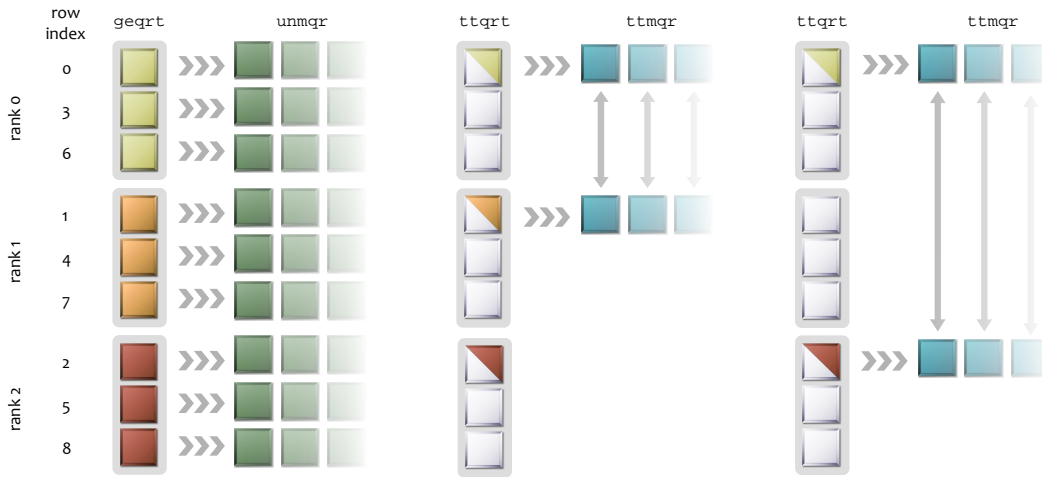 row
index
geqrt
unmqr
ttqrt
ttmqr
ttqrt
ttmqr
rank 0
0
3
6
rank 1
1
4
7
rank 2
2
5
8